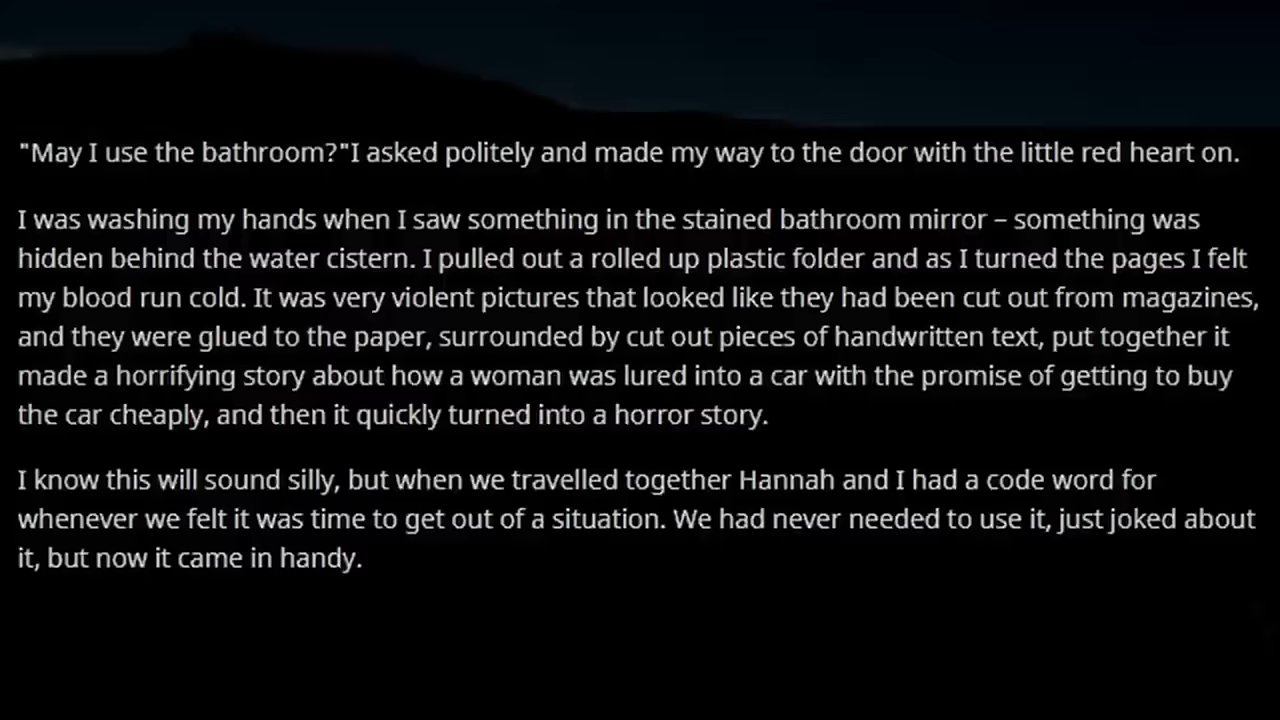 "May I use the bathroom?"I asked politely and made my way to the door with the little red heart on.
I was washing my hands when I saw something in the stained bathroom mirror – something was
hidden behind the water cistern. I pulled out a rolled up plastic folder and as I turned the pages I felt
my blood run cold. It was very violent pictures that looked like they had been cut out from magazines,
and they were glued to the paper, surrounded by cut out pieces of handwritten text, put together it
made a horrifying story about how a woman was lured into a car with the promise of getting to buy
the car cheaply, and then it quickly turned into a horror story.
I know this will sound silly, but when we travelled together Hannah and I had a code word for
whenever we felt it was time to get out of a situation. We had never needed to use it, just joked about
it, but now it came in handy.